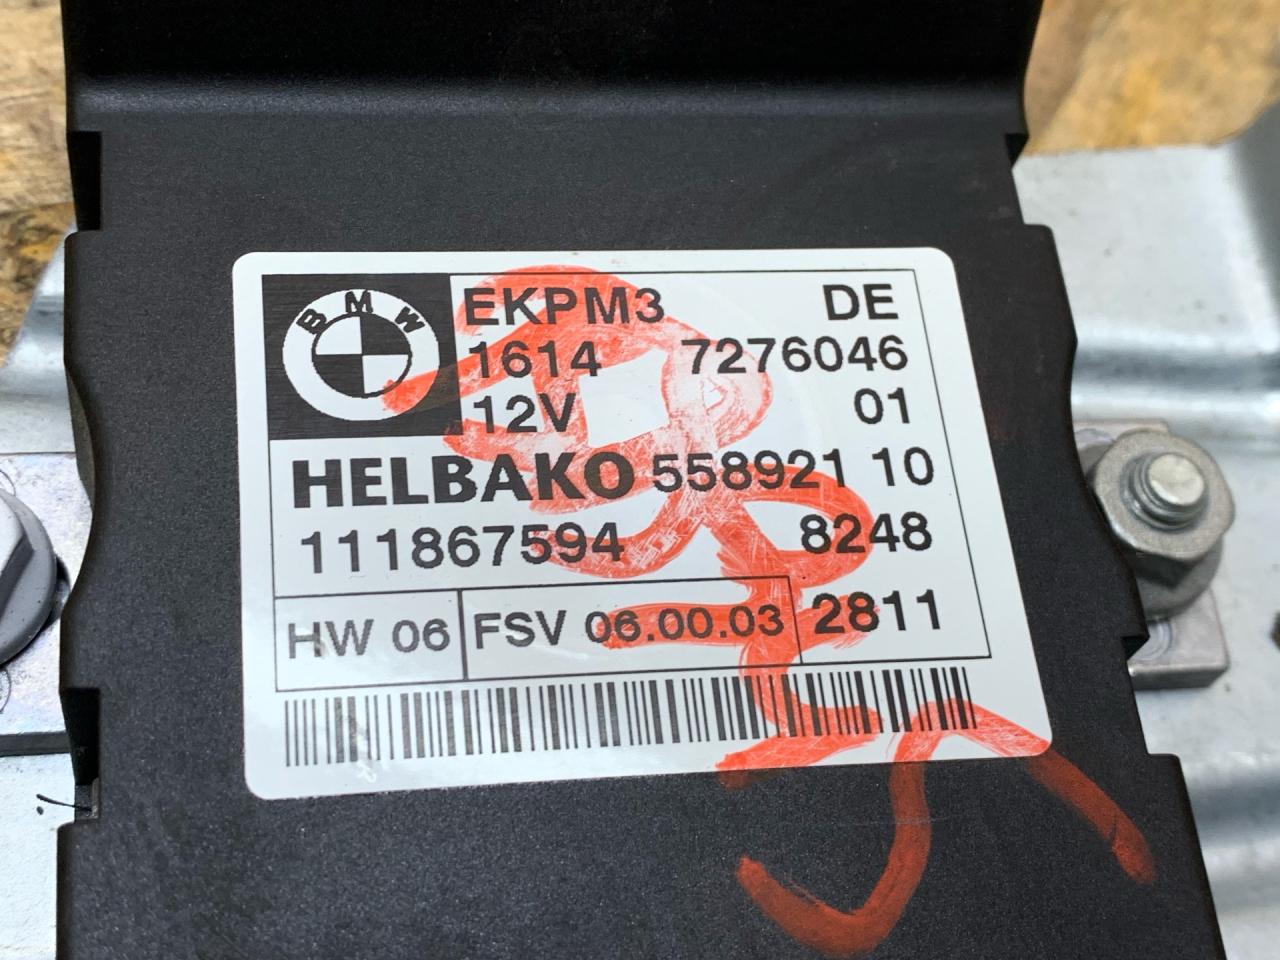 BMW
EKPM3 DE
1614 7276046
12V 01
HELBAKO 558921 10
111867594 8248
HW 06 FSV 06.00.03 2811